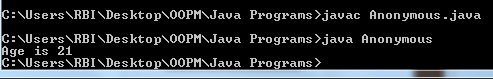 C:\Users\RBI\Desktop\OOPM\Java Programs>javac Anonymous.java
C:\Users\RBI\Desktop\OOPM\Java Programs>java Anonymous
Age is 21
C:\Users\RBI\Desktop\OOPM\Java Programs>